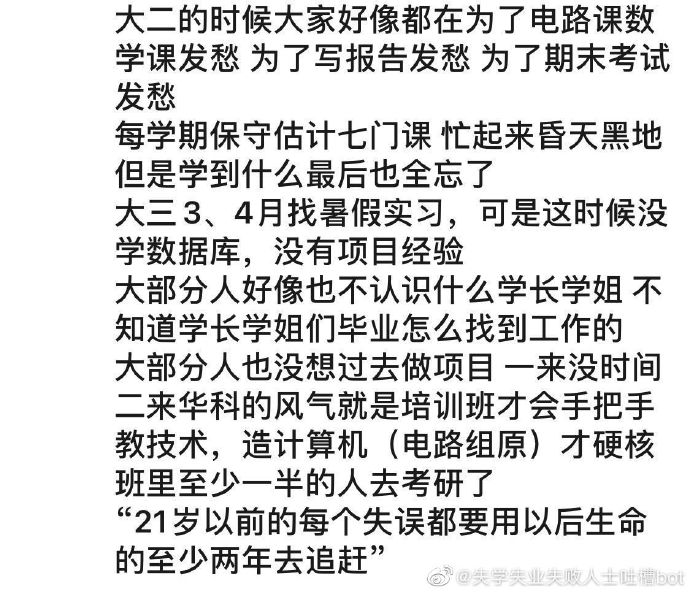 大二的时候大家好像都在为了电路课数
学课发愁 为了写报告发愁 为了期末考试
发愁
每学期保守估计七门课 忙起来昏天黑地
但是学到什么最后也全忘了
大三 3、4月找暑假实习，可是这时候没
学数据库，没有项目经验
大部分人好像也不认识什么学长学姐 不
知道学长学姐们毕业怎么找到工作的
大部分人也没想过去做项目 一来没时间
二来华科的风气就是培训班才会手把手
教技术，造计算机（电路组原）才硬核
班里至少一半的人去考研了
“21岁以前的每个失误都要用以后生命
的至少两年去追赶”
@失学失业失败人士吐槽bot